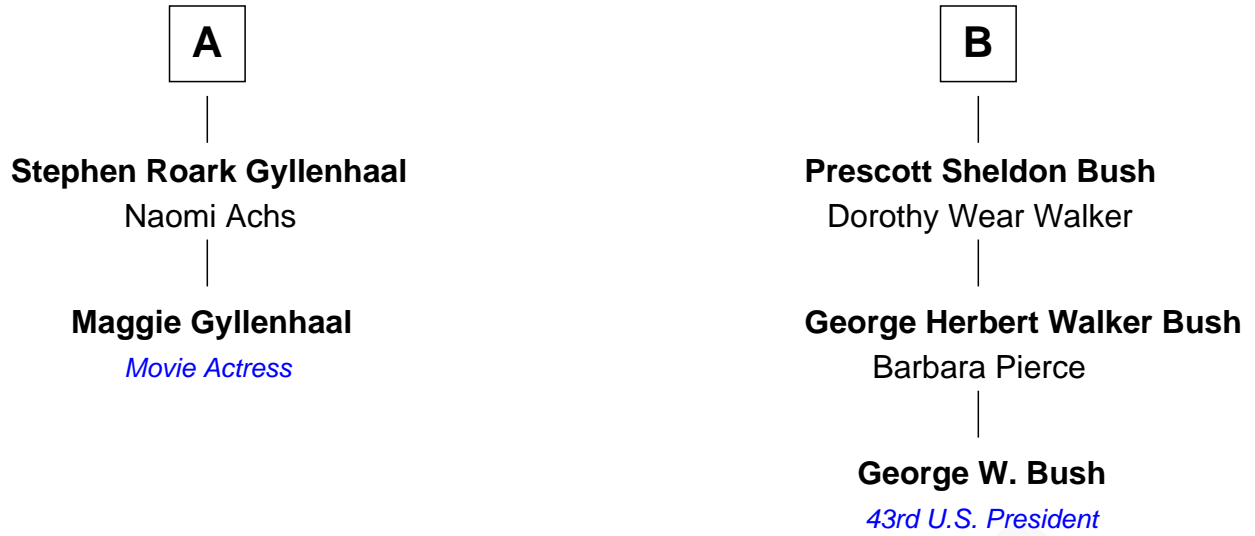 A
Stephen Roark Gyllenhaal
Naomi Achs
Maggie Gyllenhaal
Movie Actress
B
Prescott Sheldon Bush
Dorothy Wear Walker
George Herbert Walker Bush
Barbara Pierce
George W. Bush
43rd U.S. President